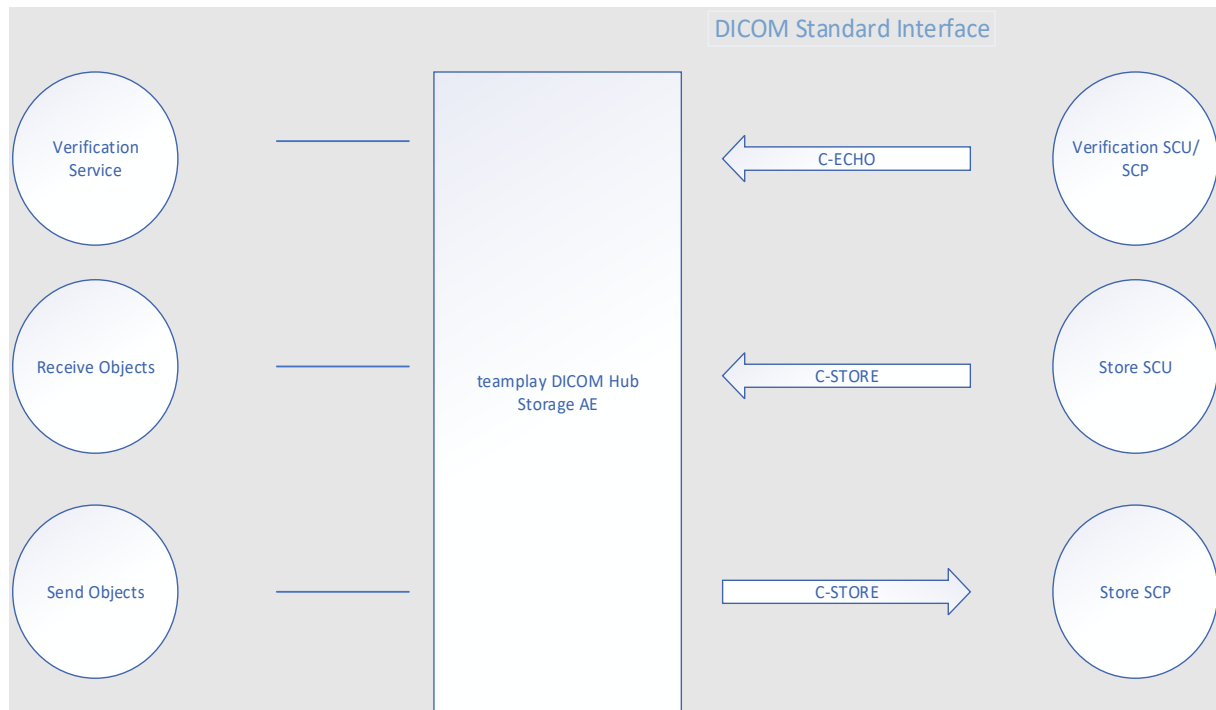 DICOM Standard Interface
Verification
Service
C-ECHO
Verification SCU/
SCP
Receive Objects
teamplay DICOM Hub
Storage AE
C-STORE
Store SCU
Send Objects
C-STORE
Store SCP